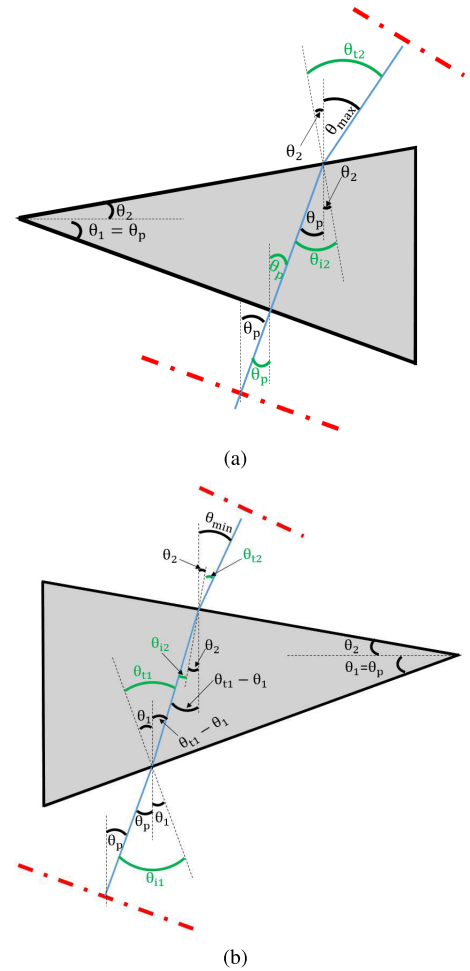 θt2
θmax
θ2
θ2
θ2
θ1 = θp
θp
θi2
θp
θp
θp
(a)
θmin
θ2
θt2
θi2
θ2
θ2
θ1=θp
θt1
θt1 − θ1
θ1
θt1 − θ1
θp
θp
θ1
θi1
(b)